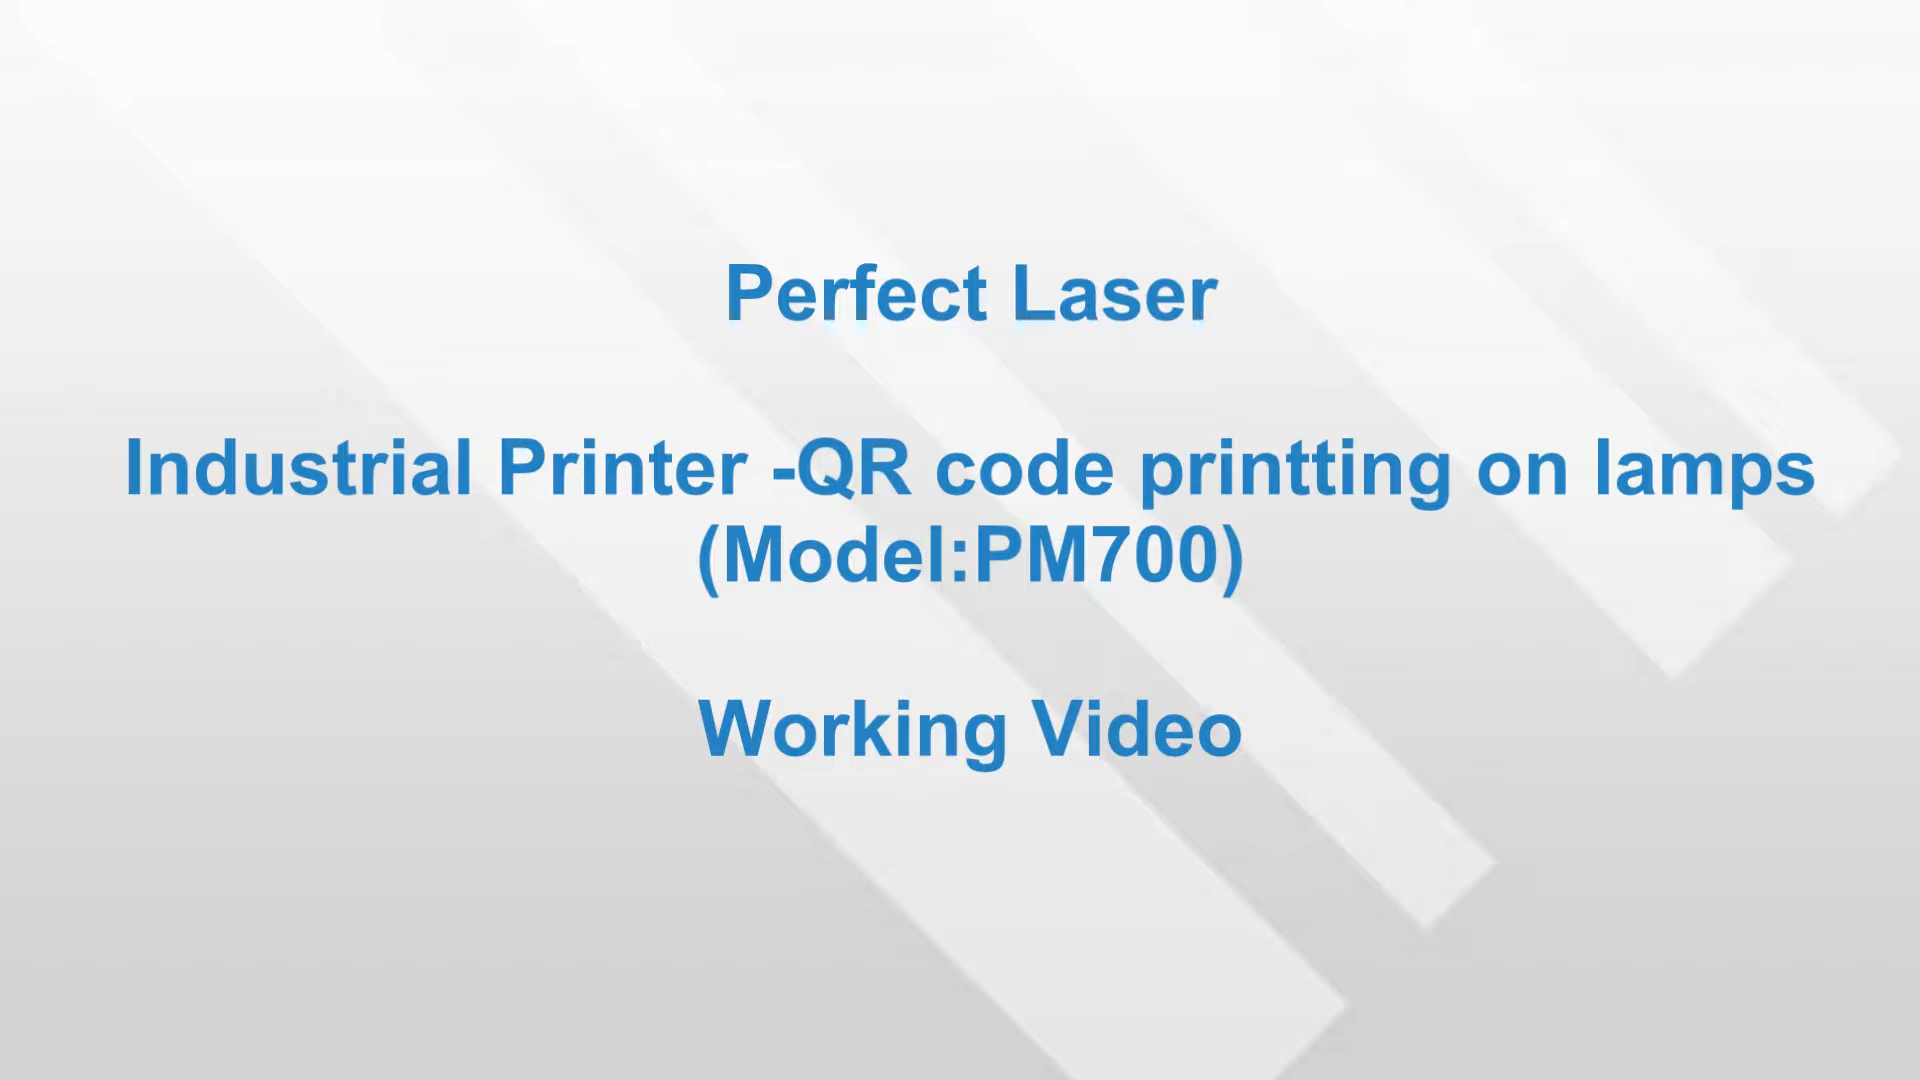 Perfect Laser
Industrial Printer -QR code printting on lamps
(Model:PM700)
Working Video